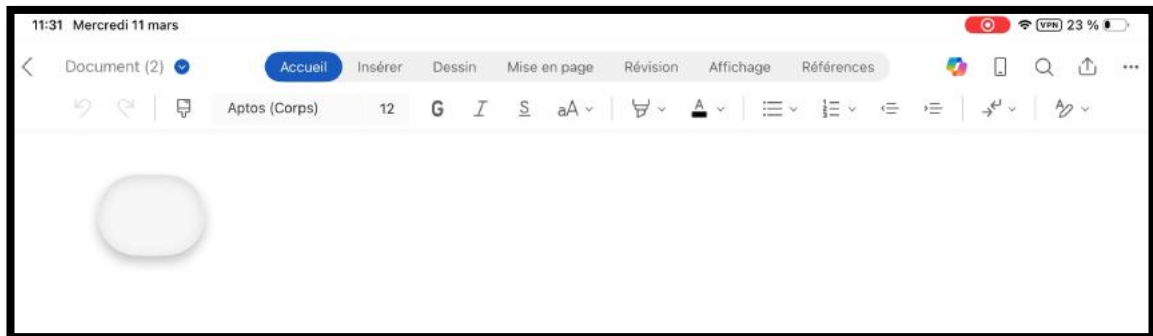 11:31 Mercredi 11 mars VPN 23 %
Document (2) Accueil Insérer Dessin Mise en page Révision Affichage Références
Aptos (Corps) 12 G I S aA A